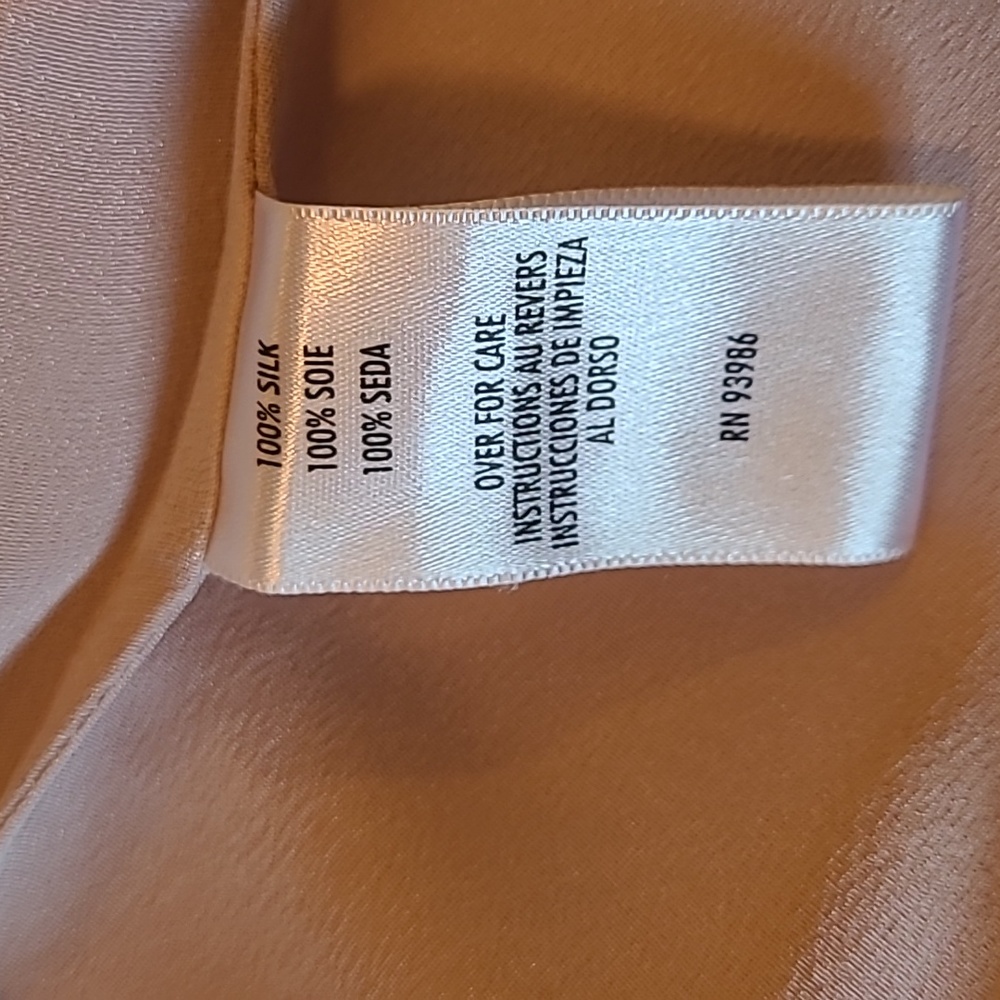 100% SILK
100% SOIE
100% SEDA
OVER FOR CARE
INSTRUCTIONS AU REVERS
INSTRUCCIONES DE IMPIEZA
AL DORSO
RN 93986